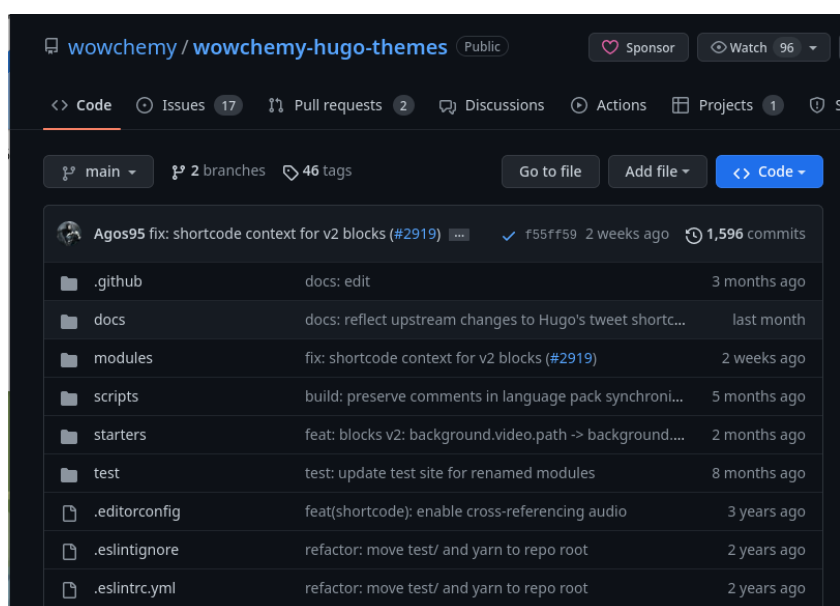 wowchemy / wowchemy-hugo-themes Public Sponsor Watch 96
Code Issues 17 Pull requests 2 Discussions Actions Projects 1 S
main 2 branches 46 tags Go to file Add file Code
Agos95 fix: shortcode context for v2 blocks (#2919) ... f55ff59 2 weeks ago 1,596 commits
.github docs: edit 3 months ago
docs docs: reflect upstream changes to Hugo's tweet shortc... last month
modules fix: shortcode context for v2 blocks (#2919) 2 weeks ago
scripts build: preserve comments in language pack synchroni... 5 months ago
starters feat: blocks v2: background.video.path -> background.... 2 months ago
test test: update test site for renamed modules 8 months ago
.editorconfig feat(shortcode): enable cross-referencing audio 3 years ago
.eslintignore refactor: move test/ and yarn to repo root 2 years ago
.eslintrc.yml refactor: move test/ and yarn to repo root 2 years ago